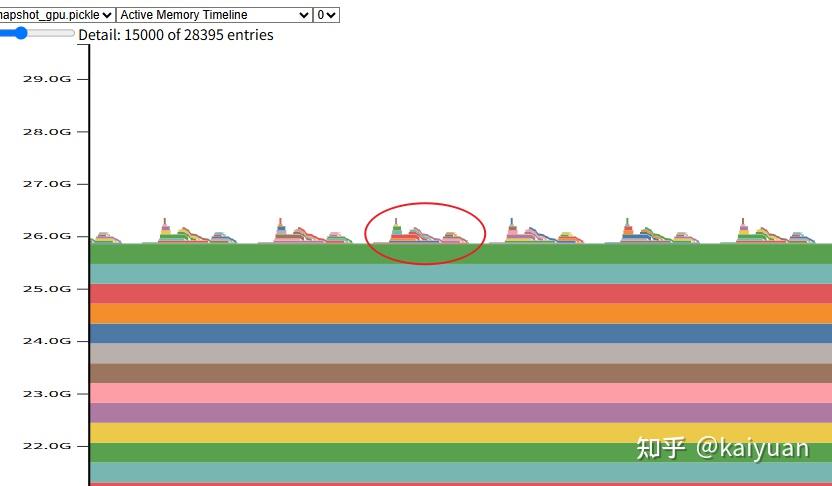 napshot_gpu.pickle Active Memory Timeline 0
Detail: 15000 of 28395 entries
29.0G
28.0G
27.0G
26.0G
25.0G
24.0G
23.0G
22.0G
知乎 @kaiyuan